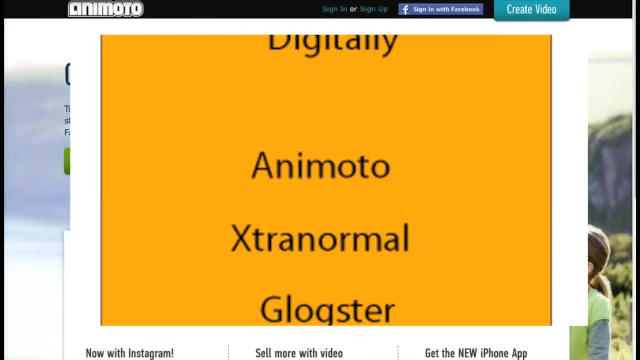 animoto
Sign In or Sign Up
Sign In with Facebook
Create Video
Digitally
Animoto
Xtranormal
Glogster
Now with Instagram!
Sell more with video
Get the NEW iPhone App